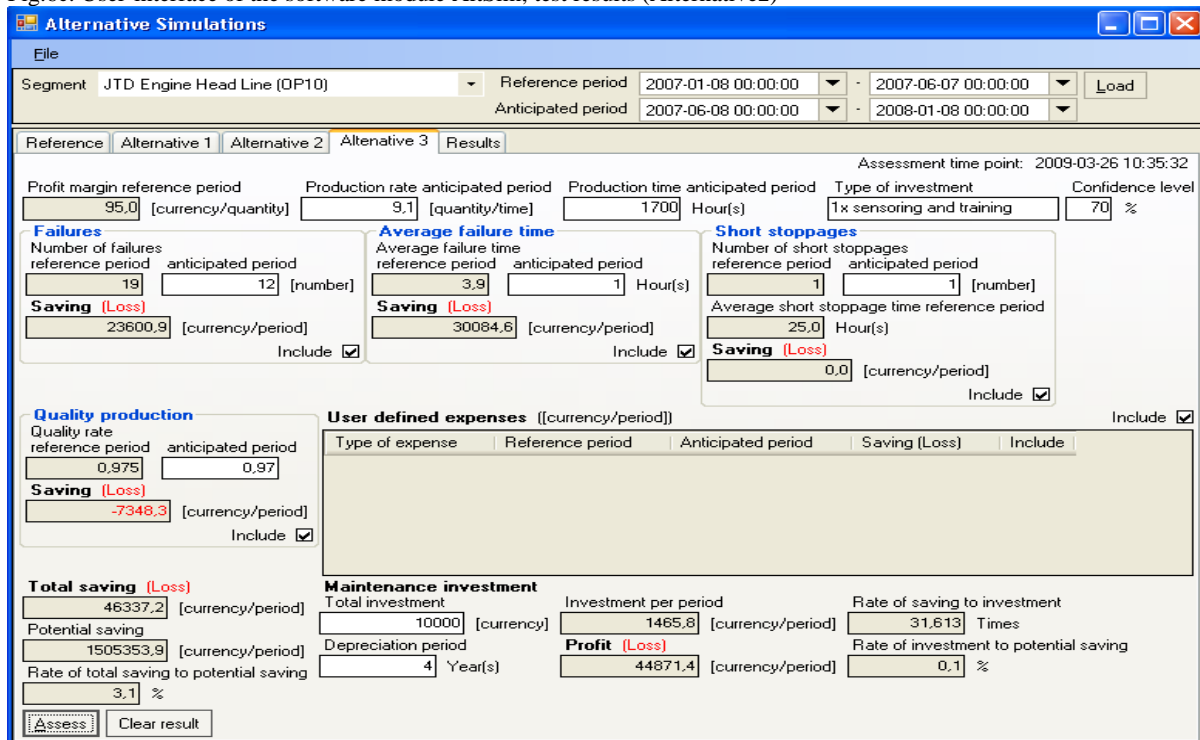 Fig.6c. User interface of the software module AltSim, test results (Alternative2)
Alternative Simulations
File
Segment JTD Engine Head Line (OP10) Reference period 2007-01-08 00:00:00 - 2007-06-07 00:00:00 Load
Anticipated period 2007-06-08 00:00:00 - 2008-01-08 00:00:00
Reference Alternative 1 Alternative 2 Altenative 3 Results
Assessment time point: 2009-03-26 10:35:32
Profit margin reference period Production rate anticipated period Production time anticipated period Type of investment Confidence level
95,0 [currency/quantity] 9,1 [quantity/time] 1700 Hour(s) 1x sensoring and training 70 %
Failures Average failure time Short stoppages
Number of failures Average failure time Number of short stoppages
reference period anticipated period reference period anticipated period reference period anticipated period
19 12 [number] 3,9 1 Hour(s) 1 1 [number]
Saving (Loss) Saving (Loss) Average short stoppage time reference period
23600,9 [currency/period] 30084,6 [currency/period] 25,0 Hour(s)
Include Include Saving (Loss)
0,0 [currency/period]
Include
Quality production User defined expenses ([currency/period]) Include
Quality rate
reference period anticipated period Type of expense Reference period Anticipated period Saving (Loss) Include
0,975 0,97
Saving (Loss)
-7348,3 [currency/period]
Include
Total saving (Loss) Maintenance investment
46337,2 [currency/period] Total investment Investment per period Rate of saving to investment
10000 [currency] 1465,8 [currency/period] 31,613 Times
Potential saving
1505353,9 [currency/period] Depreciation period Profit (Loss) Rate of investment to potential saving
Rate of total saving to potential saving 4 Year(s) 44871,4 [currency/period] 0,1 %
3,1 %
Assess Clear result